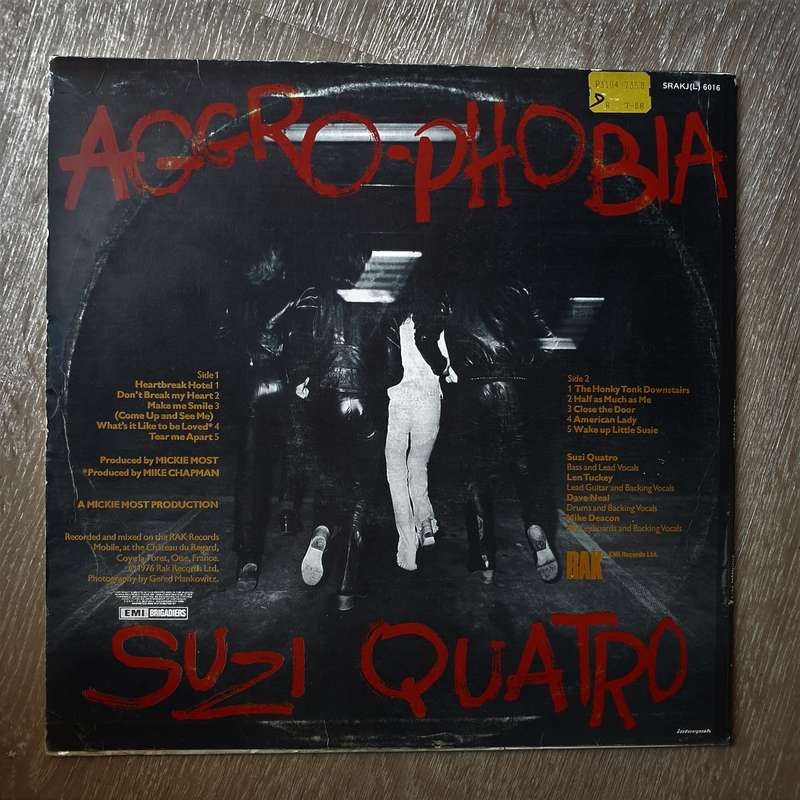 SRAKJ(L) 6016
AGGRO-PHOBIA
Side 1
Heartbreak Hotel 1
Don't Break my Heart 2
Make me Smile 3
(Come Up and See Me)
What's it Like to be Loved* 4
Tear me Apart 5
Produced by MICKIE MOST
*Produced by MIKE CHAPMAN
A MICKIE MOST PRODUCTION
Recorded and mixed on the RAK Records
Mobile, at the Chateau du Regard,
Coye la Foret, Oise, France.
1976 Rak Records Ltd.
Photography by Gered Mankowitz.
EMI BRIGADIERS
Side 2
1 The Honky Tonk Downstairs
2 Half as Much as Me
3 Close the Door
4 American Lady
5 Wake up Little Susie
Suzi Quatro
Bass and Lead Vocals
Len Tuckey
Lead Guitar and Backing Vocals
Dave Neal
Drums and Backing Vocals
Mike Deacon
Keyboards and Backing Vocals
RAK EMI Records Ltd.
SUZI QUATRO